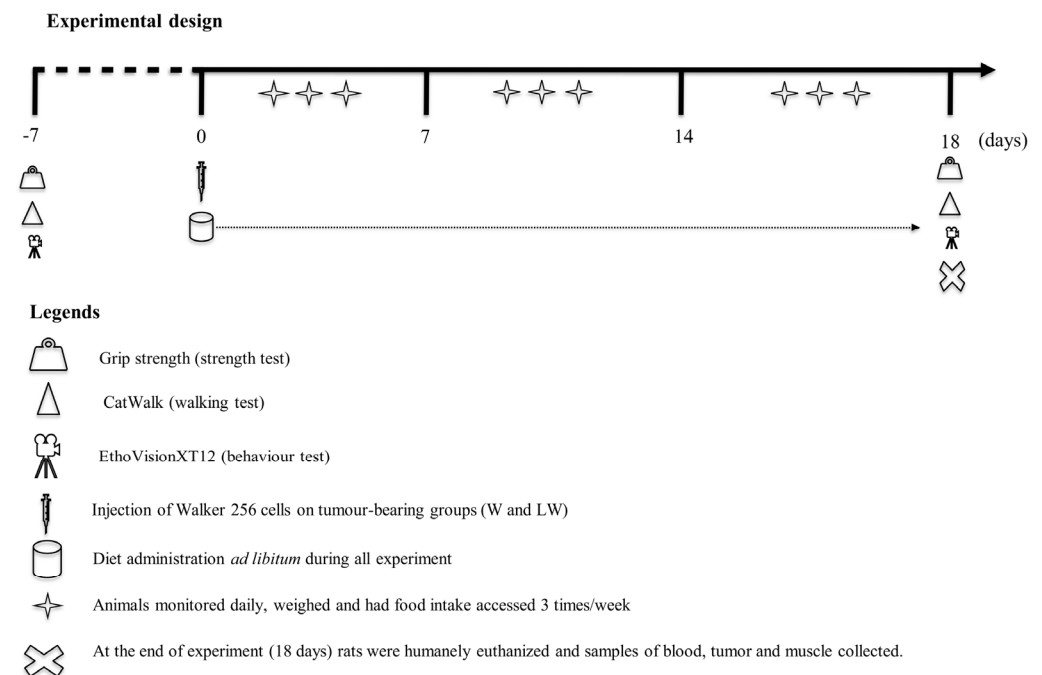 Experimental design
-7 0 7 14 18 (days)
Legends
Grip strength (strength test)
CatWalk (walking test)
EthoVisionXT12 (behaviour test)
Injection of Walker 256 cells on tumour-bearing groups (W and LW)
Diet administration ad libitum during all experiment
Animals monitored daily, weighed and had food intake accessed 3 times/week
At the end of experiment (18 days) rats were humanely euthanized and samples of blood, tumor and muscle collected.